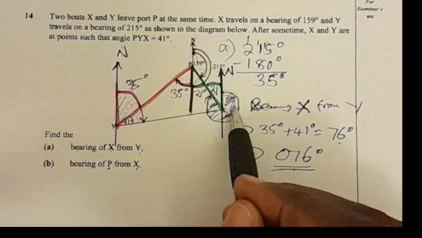 For
Examiner's
use
14 Two boats X and Y leave port P at the same time. X travels on a bearing of 159° and Y
travels on a bearing of 215° as shown in the diagram below. After sometime, X and Y are
at points such that angle PYX = 41°.
N
N
35°
35°
41°
a) 215°
- 180°
35°
Bearing X from Y
35° + 41° = 76°
076°
Find the
(a) bearing of X from Y,
(b) bearing of P from X.